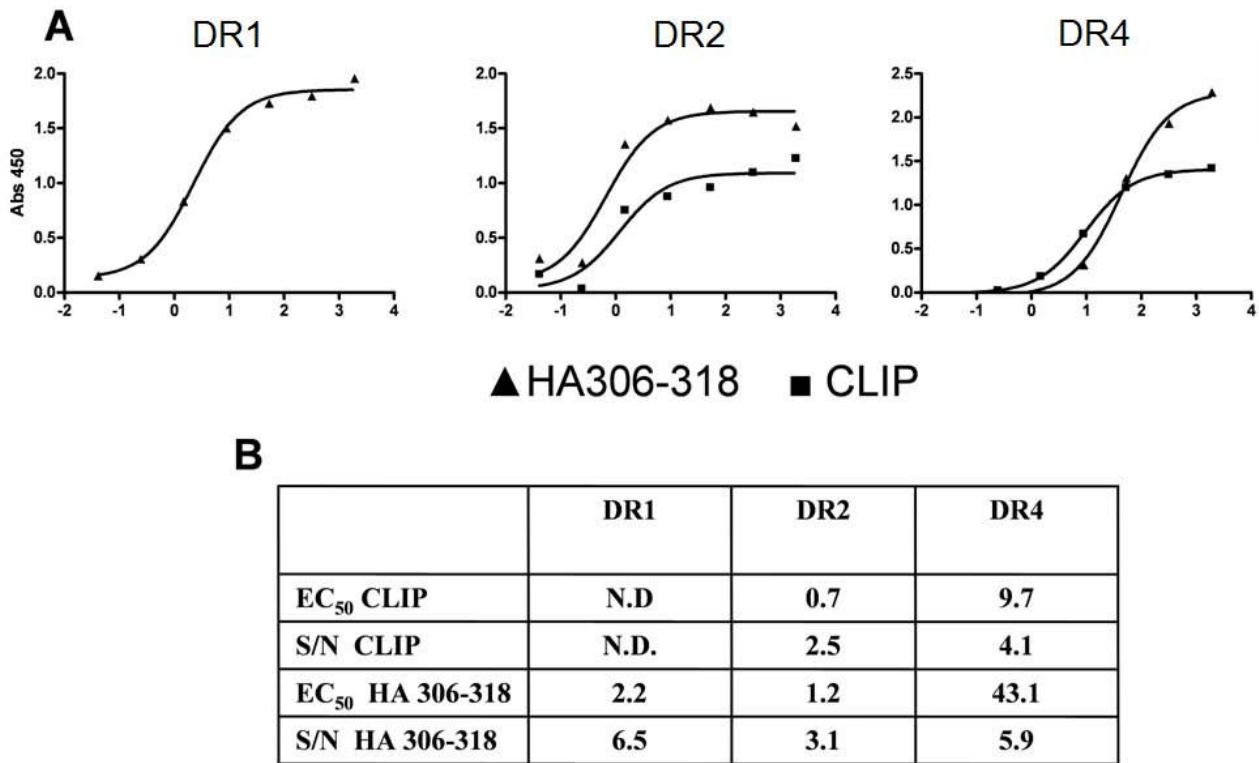 A
DR1 DR2 DR4
2.0 2.0 2.5
1.5 1.5 2.0
1.0 1.0 1.5
0.5 0.5 1.0
0.0 0.0 0.5
0.0
Abs 450
-2 -1 0 1 2 3 4 -2 -1 0 1 2 3 4 -2 -1 0 1 2 3 4
▲ HA306-318 ■ CLIP
B
DR1 DR2 DR4
EC50 CLIP N.D 0.7 9.7
S/N CLIP N.D. 2.5 4.1
EC50 HA 306-318 2.2 1.2 43.1
S/N HA 306-318 6.5 3.1 5.9